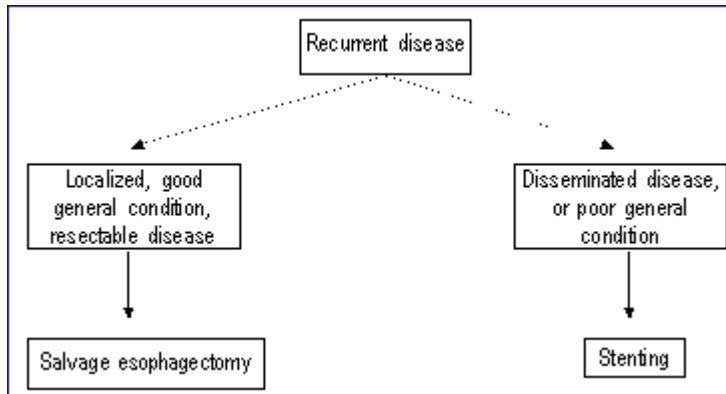 Recurrent disease
Localized, good
general condition,
resectable disease
Disseminated disease,
or poor general
condition
Salvage esophagectomy
Stenting